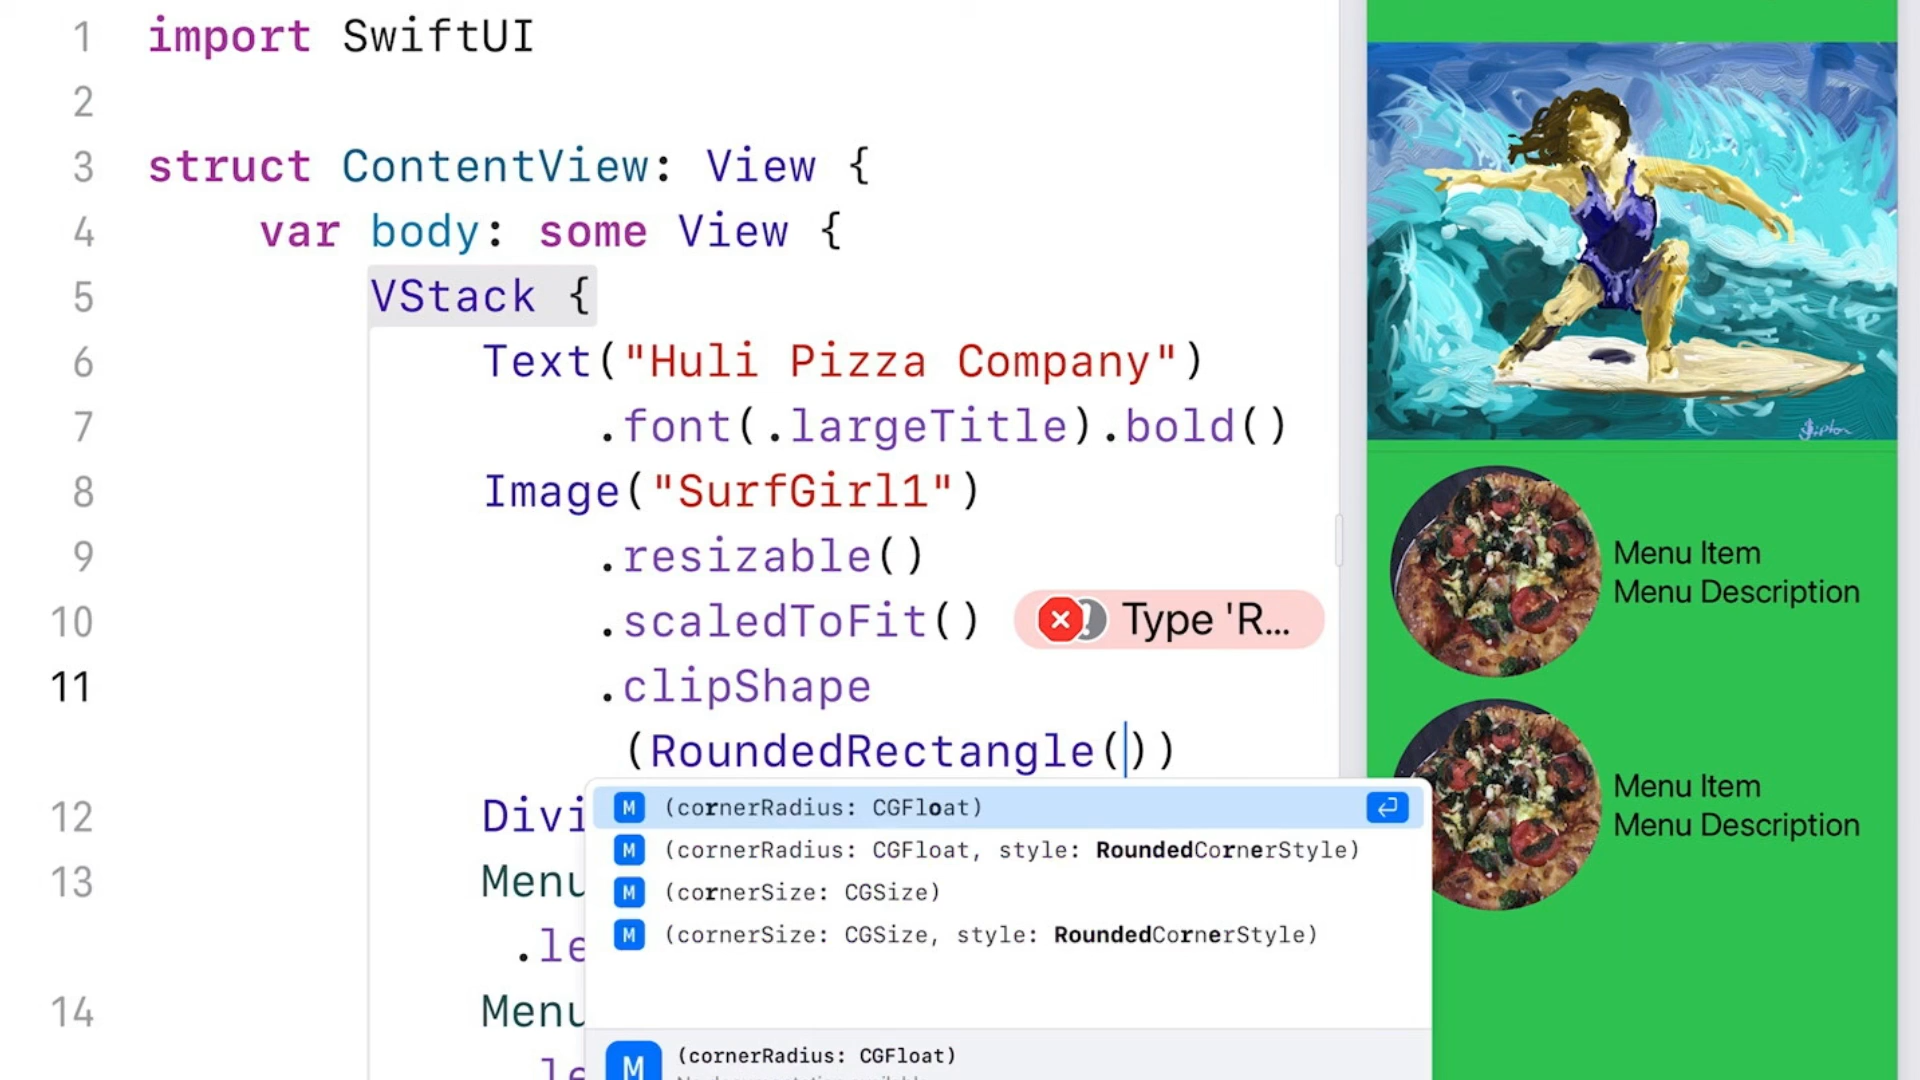 1 import SwiftUI
2
3 struct ContentView: View {
4 var body: some View {
5 VStack {
6 Text("Huli Pizza Company")
7 .font(.largeTitle).bold()
8 Image("SurfGirl1")
9 .resizable()
10 .scaledToFit() Type 'R...
11 .clipShape
(RoundedRectangle())
12 Divi
13 Menu
.le
14 Menu
.le
M (cornerRadius: CGFloat)
M (cornerRadius: CGFloat, style: RoundedCornerStyle)
M (cornerSize: CGSize)
M (cornerSize: CGSize, style: RoundedCornerStyle)
M (cornerRadius: CGFloat)
Menu Item
Menu Description
Menu Item
Menu Description